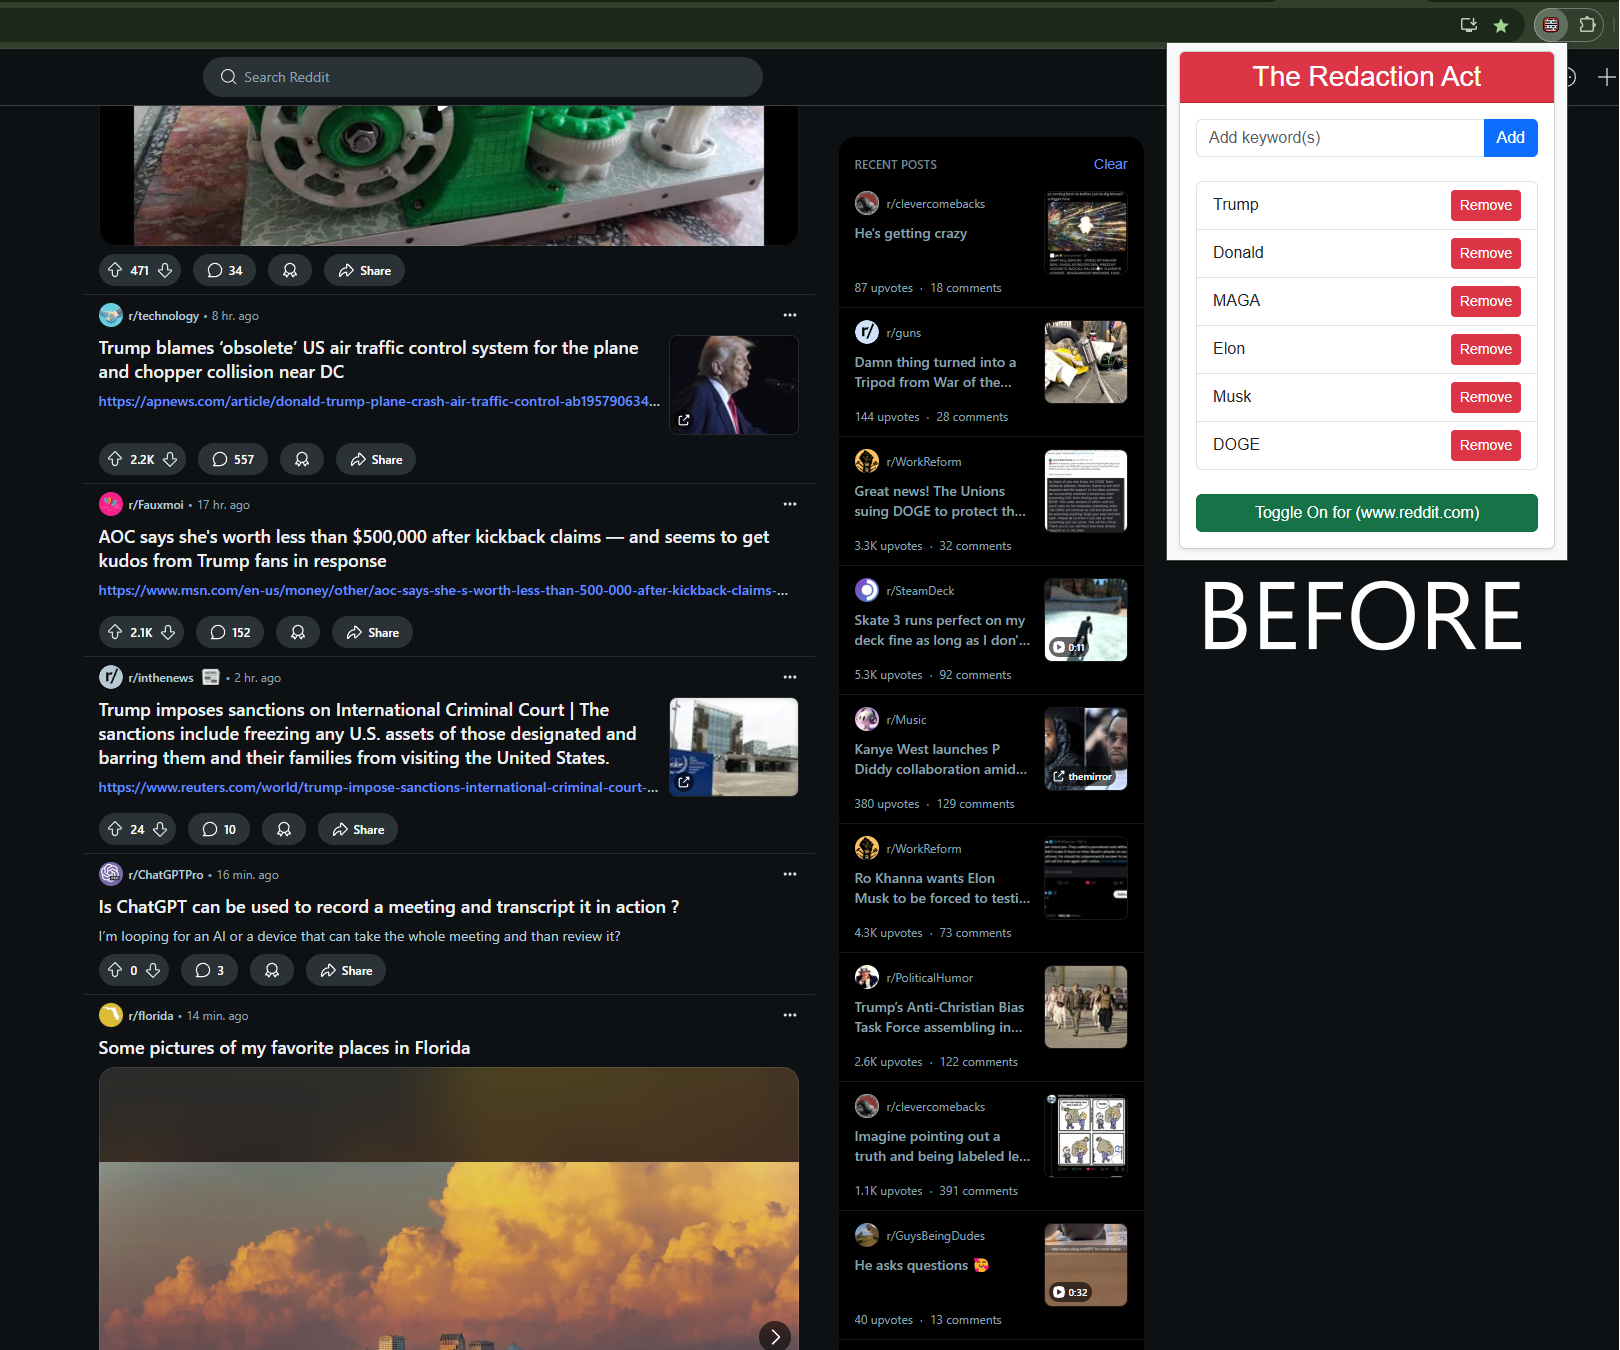 Search Reddit
471
34
Share
r/technology • 8 hr. ago
Trump blames ‘obsolete’ US air traffic control system for the plane
and chopper collision near DC
https://apnews.com/article/donald-trump-plane-crash-air-traffic-control-ab195790634...
2.2K
557
Share
r/Fauxmoi • 17 hr. ago
AOC says she's worth less than $500,000 after kickback claims — and seems to get
kudos from Trump fans in response
https://www.msn.com/en-us/money/other/aoc-says-she-s-worth-less-than-500-000-after-kickback-claims-...
2.1K
152
Share
r/inthenews • 2 hr. ago
Trump imposes sanctions on International Criminal Court | The
sanctions include freezing any U.S. assets of those designated and
barring them and their families from visiting the United States.
https://www.reuters.com/world/trump-impose-sanctions-international-criminal-court-...
24
10
Share
r/ChatGPTPro • 16 min. ago
Is ChatGPT can be used to record a meeting and transcript it in action ?
I’m looping for an AI or a device that can take the whole meeting and than review it?
0
3
Share
r/florida • 14 min. ago
Some pictures of my favorite places in Florida
RECENT POSTS
Clear
r/clevercomebacks
He's getting crazy
87 upvotes · 18 comments
r/guns
Damn thing turned into a
Tripod from War of the...
144 upvotes · 28 comments
r/WorkReform
Great news! The Unions
suing DOGE to protect th...
3.3K upvotes · 32 comments
r/SteamDeck
Skate 3 runs perfect on my
deck fine as long as I don'...
0:11
5.3K upvotes · 92 comments
r/Music
Kanye West launches P
Diddy collaboration amid...
themirror
380 upvotes · 129 comments
r/WorkReform
Ro Khanna wants Elon
Musk to be forced to testi...
4.3K upvotes · 73 comments
r/PoliticalHumor
Trump’s Anti-Christian Bias
Task Force assembling in...
2.6K upvotes · 122 comments
r/clevercomebacks
Imagine pointing out a
truth and being labeled le...
1.1K upvotes · 391 comments
r/GuysBeingDudes
He asks questions 🥰
0:32
40 upvotes · 13 comments
The Redaction Act
Add keyword(s)
Add
Trump
Remove
Donald
Remove
MAGA
Remove
Elon
Remove
Musk
Remove
DOGE
Remove
Toggle On for (www.reddit.com)
BEFORE